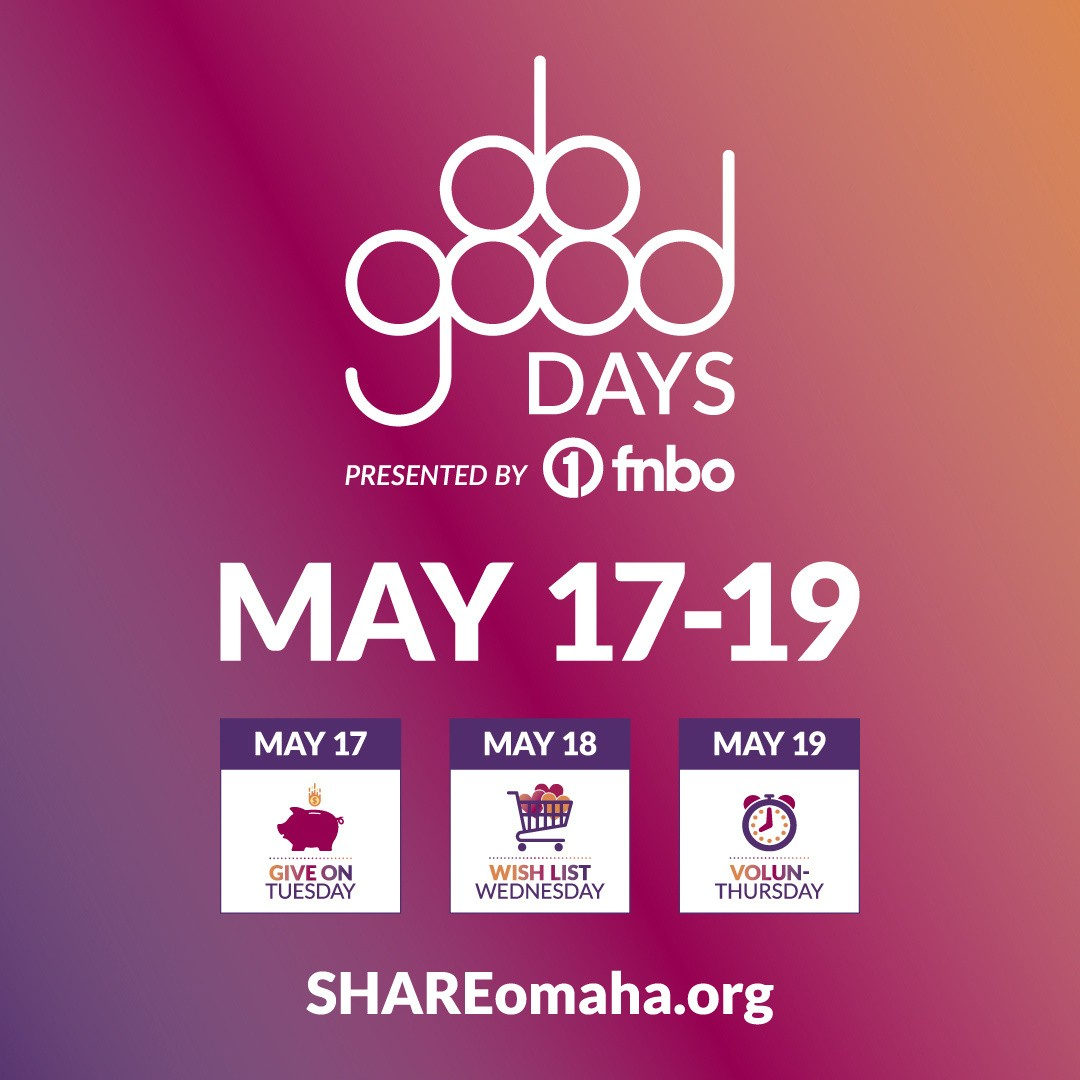 do
good
DAYS
PRESENTED BY 1 fnbo
MAY 17-19
MAY 17
GIVE ON
TUESDAY
MAY 18
WISH LIST
WEDNESDAY
MAY 19
VOLUN-
THURSDAY
SHAREomaha.org